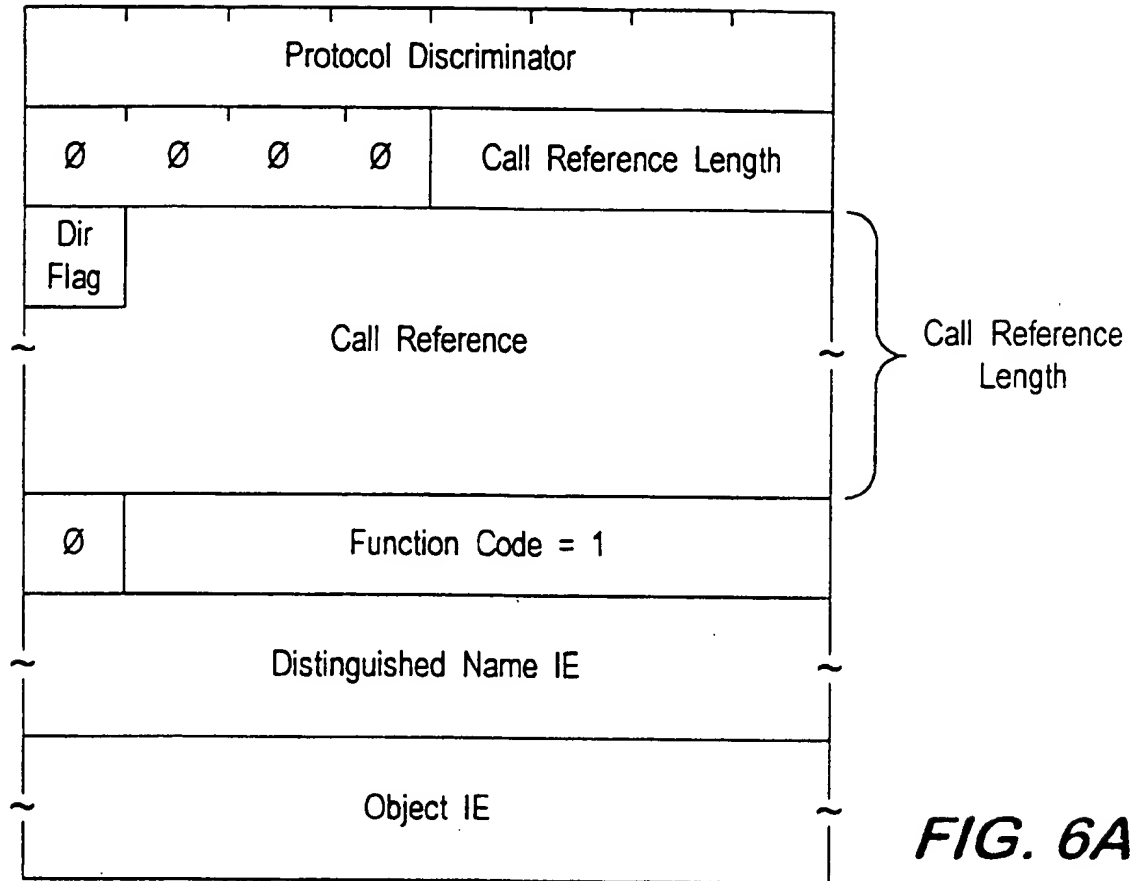 Protocol Discriminator
Ø Ø Ø Ø Call Reference Length
Dir
Flag
Call Reference
Call Reference
Length
Ø Function Code = 1
~ Distinguished Name IE ~
~ Object IE ~
FIG. 6A